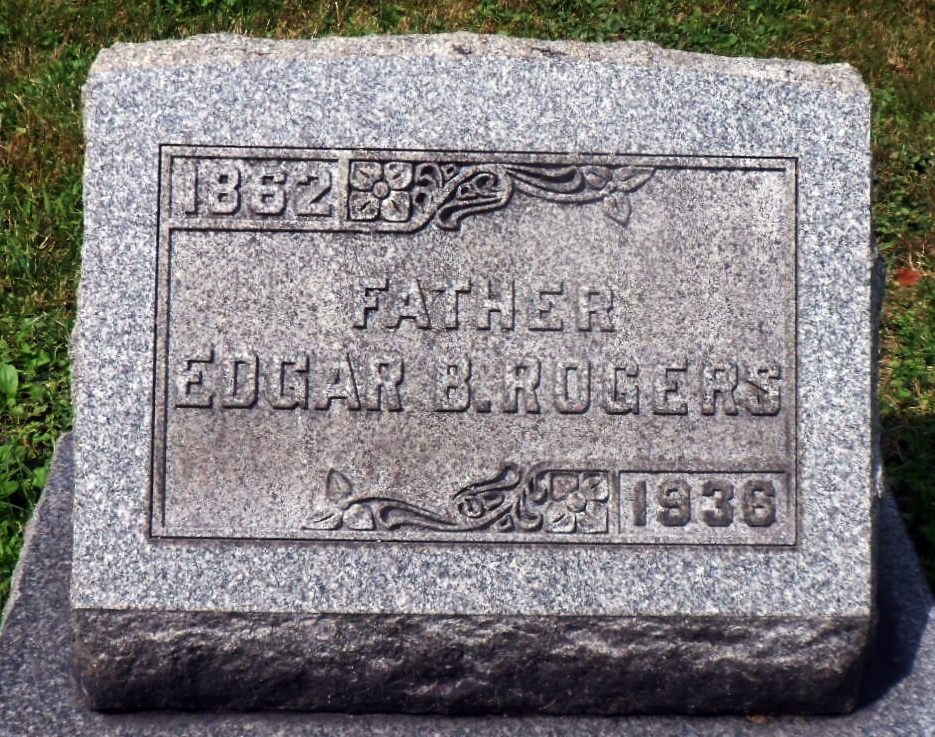 1862
FATHER
EDGAR B. ROGERS
1936